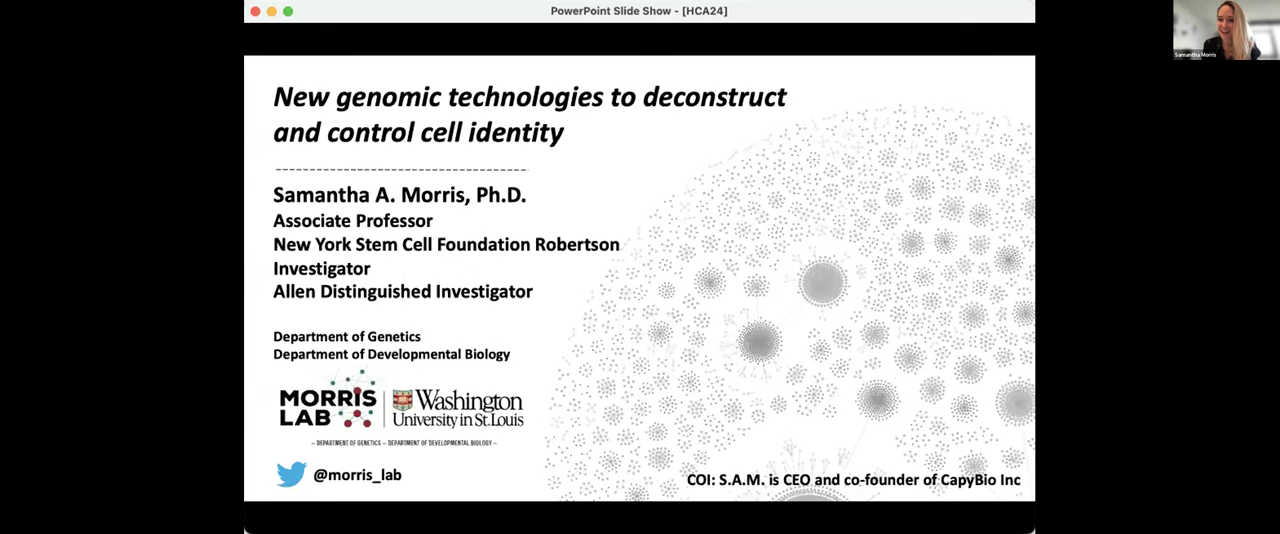 PowerPoint Slide Show - [HCA24]
New genomic technologies to deconstruct
and control cell identity
Samantha A. Morris, Ph.D.
Associate Professor
New York Stem Cell Foundation Robertson
Investigator
Allen Distinguished Investigator
Department of Genetics
Department of Developmental Biology
MORRIS
LAB
Washington
University in St. Louis
-- DEPARTMENT OF GENETICS -- DEPARTMENT OF DEVELOPMENTAL BIOLOGY --
@morris_lab
COI: S.A.M. is CEO and co-founder of CapyBio Inc
Samantha Morris